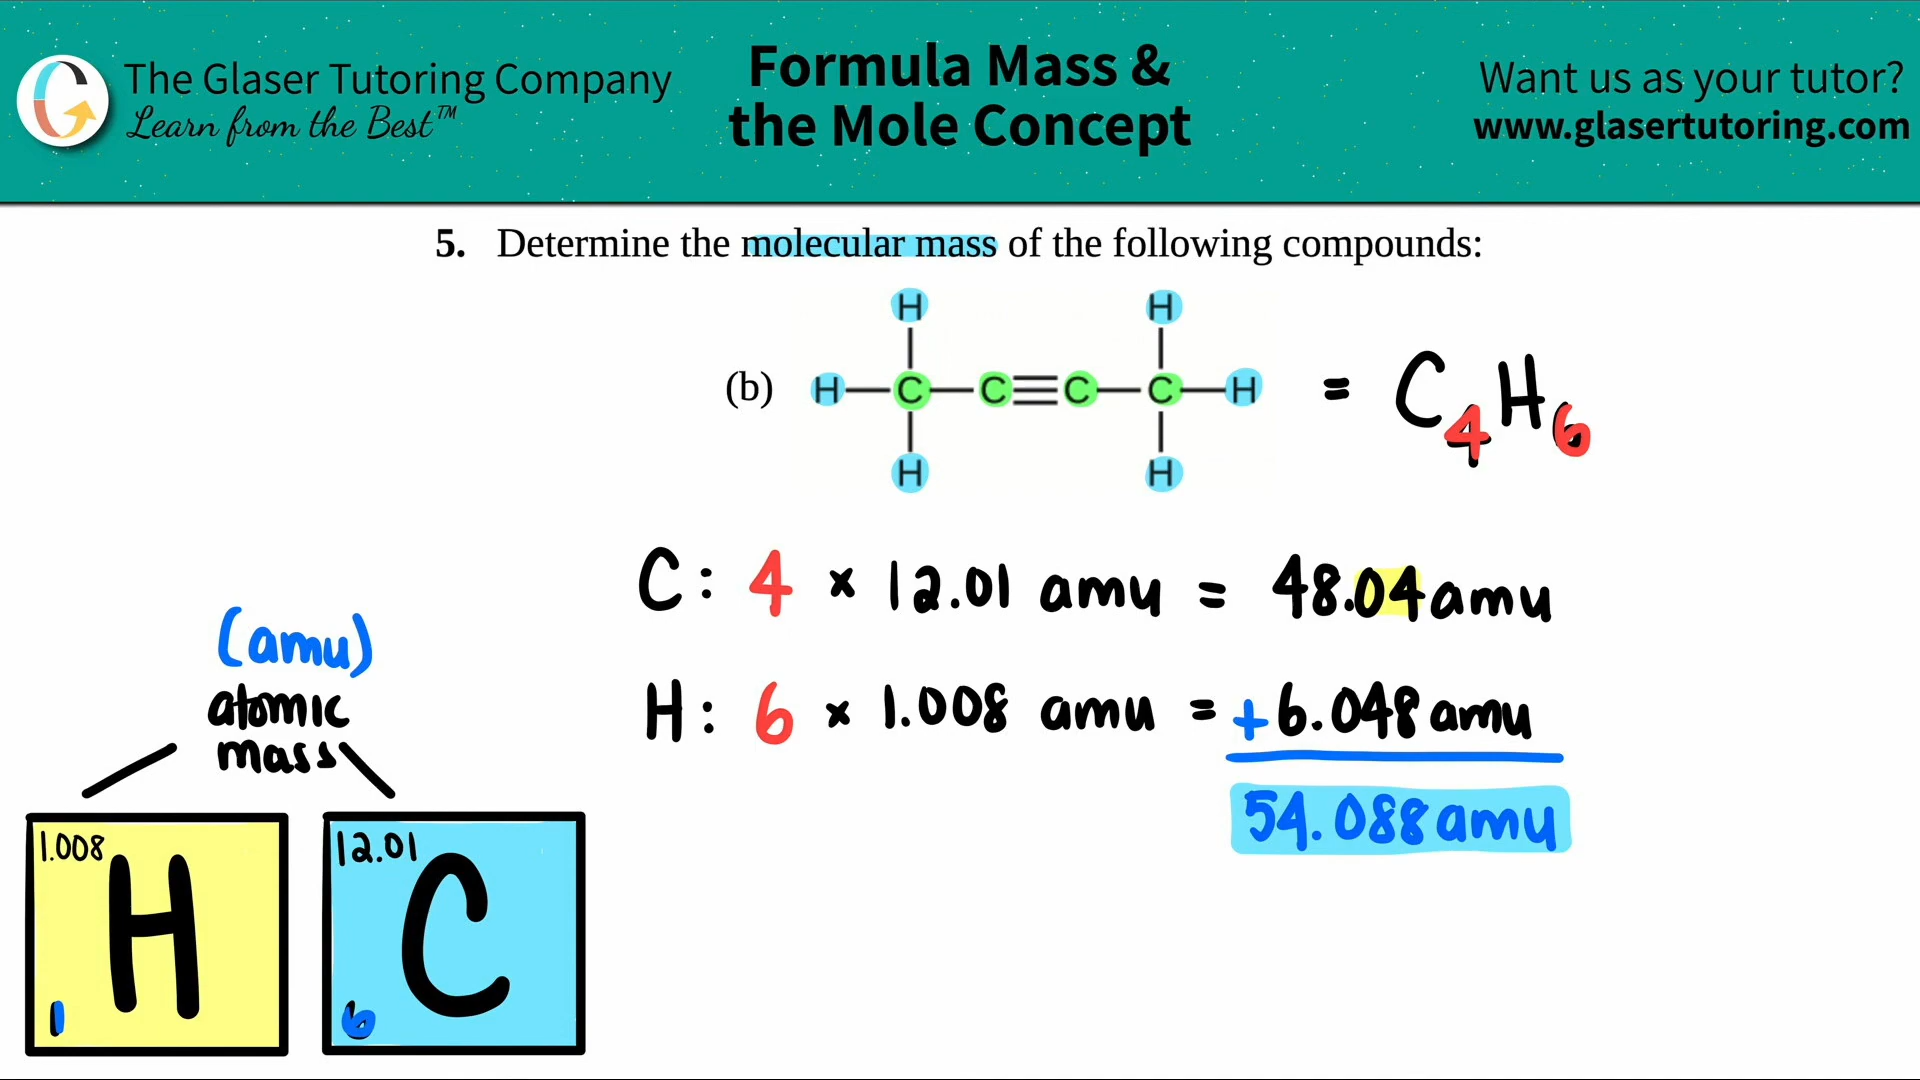 The Glaser Tutoring Company
Learn from the Best™
Formula Mass &
the Mole Concept
Want us as your tutor?
www.glasertutoring.com
5. Determine the molecular mass of the following compounds:
H H
(b) H C C C C H = C4H6
H H
C: 4 × 12.01 amu = 48.04 amu
H: 6 × 1.008 amu = + 6.048 amu
54.088 amu
(amu)
atomic
mass
1.008 12.01
H C
1 6